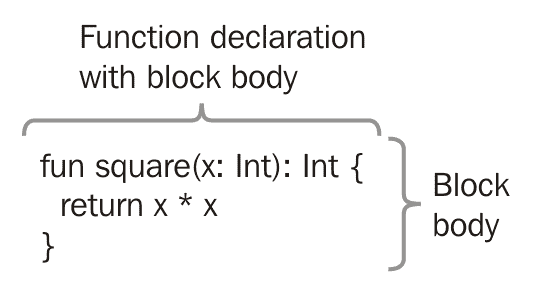 Function declaration
with block body
fun square(x: Int): Int {
return x * x
}
Block
body